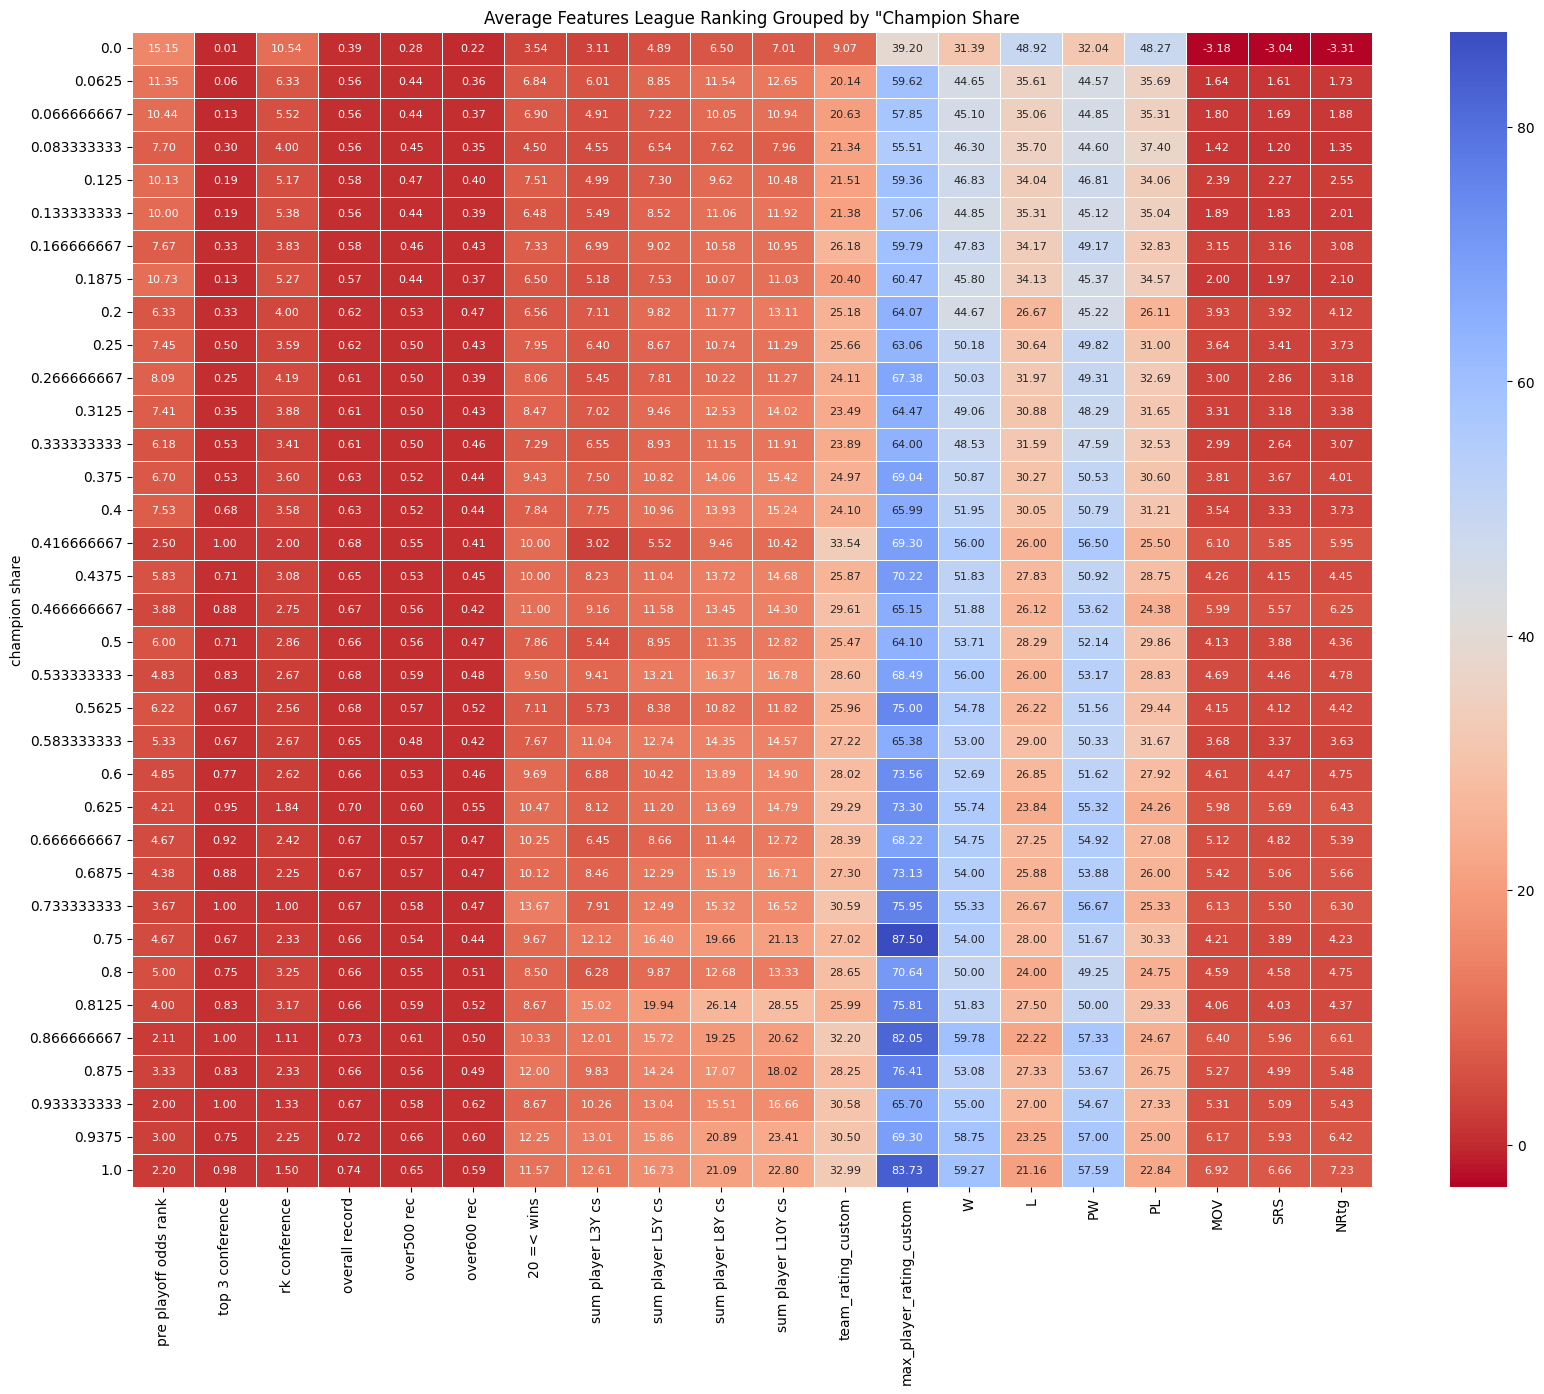 Average Features League Ranking Grouped by "Champion Share
champion share
0.0 15.15 0.01 10.54 0.39 0.28 0.22 3.54 3.11 4.89 6.50 7.01 9.07 39.20 31.39 48.92 32.04 48.27 -3.18 -3.04 -3.31
0.0625 11.35 0.06 6.33 0.56 0.44 0.36 6.84 6.01 8.85 11.54 12.65 20.14 59.62 44.65 35.61 44.57 35.69 1.64 1.61 1.73
0.066666667 10.44 0.13 5.52 0.56 0.44 0.37 6.90 4.91 7.22 10.05 10.94 20.63 57.85 45.10 35.06 44.85 35.31 1.80 1.69 1.88
0.083333333 7.70 0.30 4.00 0.56 0.45 0.35 4.50 4.55 6.54 7.62 7.96 21.34 55.51 46.30 35.70 44.60 37.40 1.42 1.20 1.35
0.125 10.13 0.19 5.17 0.58 0.47 0.40 7.51 4.99 7.30 9.62 10.48 21.51 59.36 46.83 34.04 46.81 34.06 2.39 2.27 2.55
0.133333333 10.00 0.19 5.38 0.56 0.44 0.39 6.48 5.49 8.52 11.06 11.92 21.38 57.06 44.85 35.31 45.12 35.04 1.89 1.83 2.01
0.166666667 7.67 0.33 3.83 0.58 0.46 0.43 7.33 6.99 9.02 10.58 10.95 26.18 59.79 47.83 34.17 49.17 32.83 3.15 3.16 3.08
0.1875 10.73 0.13 5.27 0.57 0.44 0.37 6.50 5.18 7.53 10.07 11.03 20.40 60.47 45.80 34.13 45.37 34.57 2.00 1.97 2.10
0.2 6.33 0.33 4.00 0.62 0.53 0.47 6.56 7.11 9.82 11.77 13.11 25.18 64.07 44.67 26.67 45.22 26.11 3.93 3.92 4.12
0.25 7.45 0.50 3.59 0.62 0.50 0.43 7.95 6.40 8.67 10.74 11.29 25.66 63.06 50.18 30.64 49.82 31.00 3.64 3.41 3.73
0.266666667 8.09 0.25 4.19 0.61 0.50 0.39 8.06 5.45 7.81 10.22 11.27 24.11 67.38 50.03 31.97 49.31 32.69 3.00 2.86 3.18
0.3125 7.41 0.35 3.88 0.61 0.50 0.43 8.47 7.02 9.46 12.53 14.02 23.49 64.47 49.06 30.88 48.29 31.65 3.31 3.18 3.38
0.333333333 6.18 0.53 3.41 0.61 0.50 0.46 7.29 6.55 8.93 11.15 11.91 23.89 64.00 48.53 31.59 47.59 32.53 2.99 2.64 3.07
0.375 6.70 0.53 3.60 0.63 0.52 0.44 9.43 7.50 10.82 14.06 15.42 24.97 69.04 50.87 30.27 50.53 30.60 3.81 3.67 4.01
0.4 7.53 0.68 3.58 0.63 0.52 0.44 7.84 7.75 10.96 13.93 15.24 24.10 65.99 51.95 30.05 50.79 31.21 3.54 3.33 3.73
0.416666667 2.50 1.00 2.00 0.68 0.55 0.41 10.00 3.02 5.52 9.46 10.42 33.54 69.30 56.00 26.00 56.50 25.50 6.10 5.85 5.95
0.4375 5.83 0.71 3.08 0.65 0.53 0.45 10.00 8.23 11.04 13.72 14.68 25.87 70.22 51.83 27.83 50.92 28.75 4.26 4.15 4.45
0.466666667 3.88 0.88 2.75 0.67 0.56 0.42 11.00 9.16 11.58 13.45 14.30 29.61 65.15 51.88 26.12 53.62 24.38 5.99 5.57 6.25
0.5 6.00 0.71 2.86 0.66 0.56 0.47 7.86 5.44 8.95 11.35 12.82 25.47 64.10 53.71 28.29 52.14 29.86 4.13 3.88 4.36
0.533333333 4.83 0.83 2.67 0.68 0.59 0.48 9.50 9.41 13.21 16.37 16.78 28.60 68.49 56.00 26.00 53.17 28.83 4.69 4.46 4.78
0.5625 6.22 0.67 2.56 0.68 0.57 0.52 7.11 5.73 8.38 10.82 11.82 25.96 75.00 54.78 26.22 51.56 29.44 4.15 4.12 4.42
0.583333333 5.33 0.67 2.67 0.65 0.48 0.42 7.67 11.04 12.74 14.35 14.57 27.22 65.38 53.00 29.00 50.33 31.67 3.68 3.37 3.63
0.6 4.85 0.77 2.62 0.66 0.53 0.46 9.69 6.88 10.42 13.89 14.90 28.02 73.56 52.69 26.85 51.62 27.92 4.61 4.47 4.75
0.625 4.21 0.95 1.84 0.70 0.60 0.55 10.47 8.12 11.20 13.69 14.79 29.29 73.30 55.74 23.84 55.32 24.26 5.98 5.69 6.43
0.666666667 4.67 0.92 2.42 0.67 0.57 0.47 10.25 6.45 8.66 11.44 12.72 28.39 68.22 54.75 27.25 54.92 27.08 5.12 4.82 5.39
0.6875 4.38 0.88 2.25 0.67 0.57 0.47 10.12 8.46 12.29 15.19 16.71 27.30 73.13 54.00 25.88 53.88 26.00 5.42 5.06 5.66
0.733333333 3.67 1.00 1.00 0.67 0.58 0.47 13.67 7.91 12.49 15.32 16.52 30.59 75.95 55.33 26.67 56.67 25.33 6.13 5.50 6.30
0.75 4.67 0.67 2.33 0.66 0.54 0.44 9.67 12.12 16.40 19.66 21.13 27.02 87.50 54.00 28.00 51.67 30.33 4.21 3.89 4.23
0.8 5.00 0.75 3.25 0.66 0.55 0.51 8.50 6.28 9.87 12.68 13.33 28.65 70.64 50.00 24.00 49.25 24.75 4.59 4.58 4.75
0.8125 4.00 0.83 3.17 0.66 0.59 0.52 8.67 15.02 19.94 26.14 28.55 25.99 75.81 51.83 27.50 50.00 29.33 4.06 4.03 4.37
0.866666667 2.11 1.00 1.11 0.73 0.61 0.50 10.33 12.01 15.72 19.25 20.62 32.20 82.05 59.78 22.22 57.33 24.67 6.40 5.96 6.61
0.875 3.33 0.83 2.33 0.66 0.56 0.49 12.00 9.83 14.24 17.07 18.02 28.25 76.41 53.08 27.33 53.67 26.75 5.27 4.99 5.48
0.933333333 2.00 1.00 1.33 0.67 0.58 0.62 8.67 10.26 13.04 15.51 16.66 30.58 65.70 55.00 27.00 54.67 27.33 5.31 5.09 5.43
0.9375 3.00 0.75 2.25 0.72 0.66 0.60 12.25 13.01 15.86 20.89 23.41 30.50 69.30 58.75 23.25 57.00 25.00 6.17 5.93 6.42
1.0 2.20 0.98 1.50 0.74 0.65 0.59 11.57 12.61 16.73 21.09 22.80 32.99 83.73 59.27 21.16 57.59 22.84 6.92 6.66 7.23
pre playoff odds rank
top 3 conference
rk conference
overall record
over500 rec
over600 rec
20 =< wins
sum player L3Y cs
sum player L5Y cs
sum player L8Y cs
sum player L10Y cs
team_rating_custom
max_player_rating_custom
W
L
PW
PL
MOV
SRS
NRtg
80
60
40
20
0